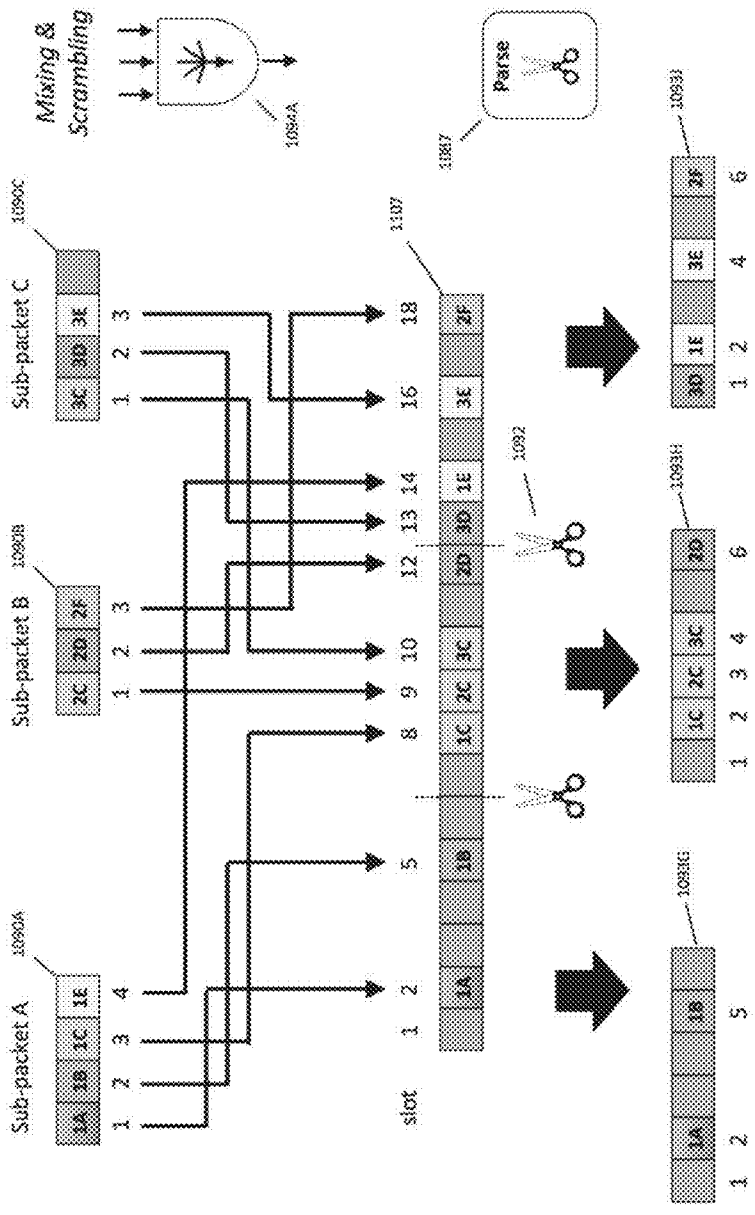 Sub-packet A
1090A
1A 1B 1C 1E
1 2 3 4
Sub-packet B
1090B
2C 2D 2F
1 2 3
Sub-packet C
1090C
3C 3D 3E
1 2 3
Mixing &
Scrambling
1094A
slot 1 2 5 8 9 10 12 13 14 16 18
1107
1A 1B 1C 2C 3C 2D 3D 1E 3E 2F
1092
1087
Parse
1093G
1A 1B
1 2 5
1093H
1C 2C 3C 2D
1 2 3 4 6
1093I
3D 1E 3E 2F
1 2 4 6